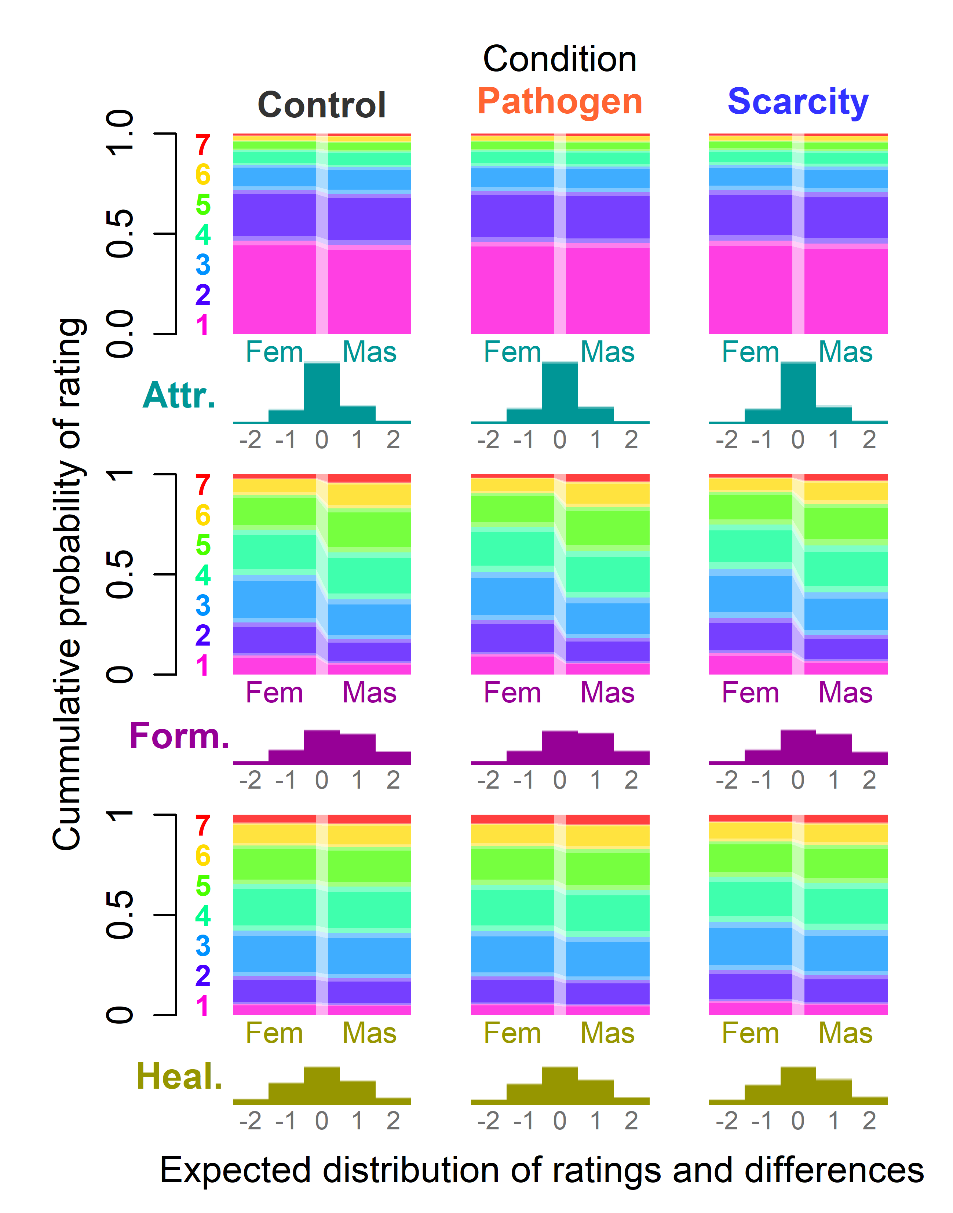 Condition
Control Pathogen Scarcity
Cummulative probability of rating
0.0 0.5 1.0
7
6
5
4
3
2
1
Fem Mas Fem Mas Fem Mas
Attr.
-2 -1 0 1 2 -2 -1 0 1 2 -2 -1 0 1 2
0 0.5 1
7
6
5
4
3
2
1
Fem Mas Fem Mas Fem Mas
Form.
-2 -1 0 1 2 -2 -1 0 1 2 -2 -1 0 1 2
0 0.5 1
7
6
5
4
3
2
1
Fem Mas Fem Mas Fem Mas
Heal.
-2 -1 0 1 2 -2 -1 0 1 2 -2 -1 0 1 2
Expected distribution of ratings and differences